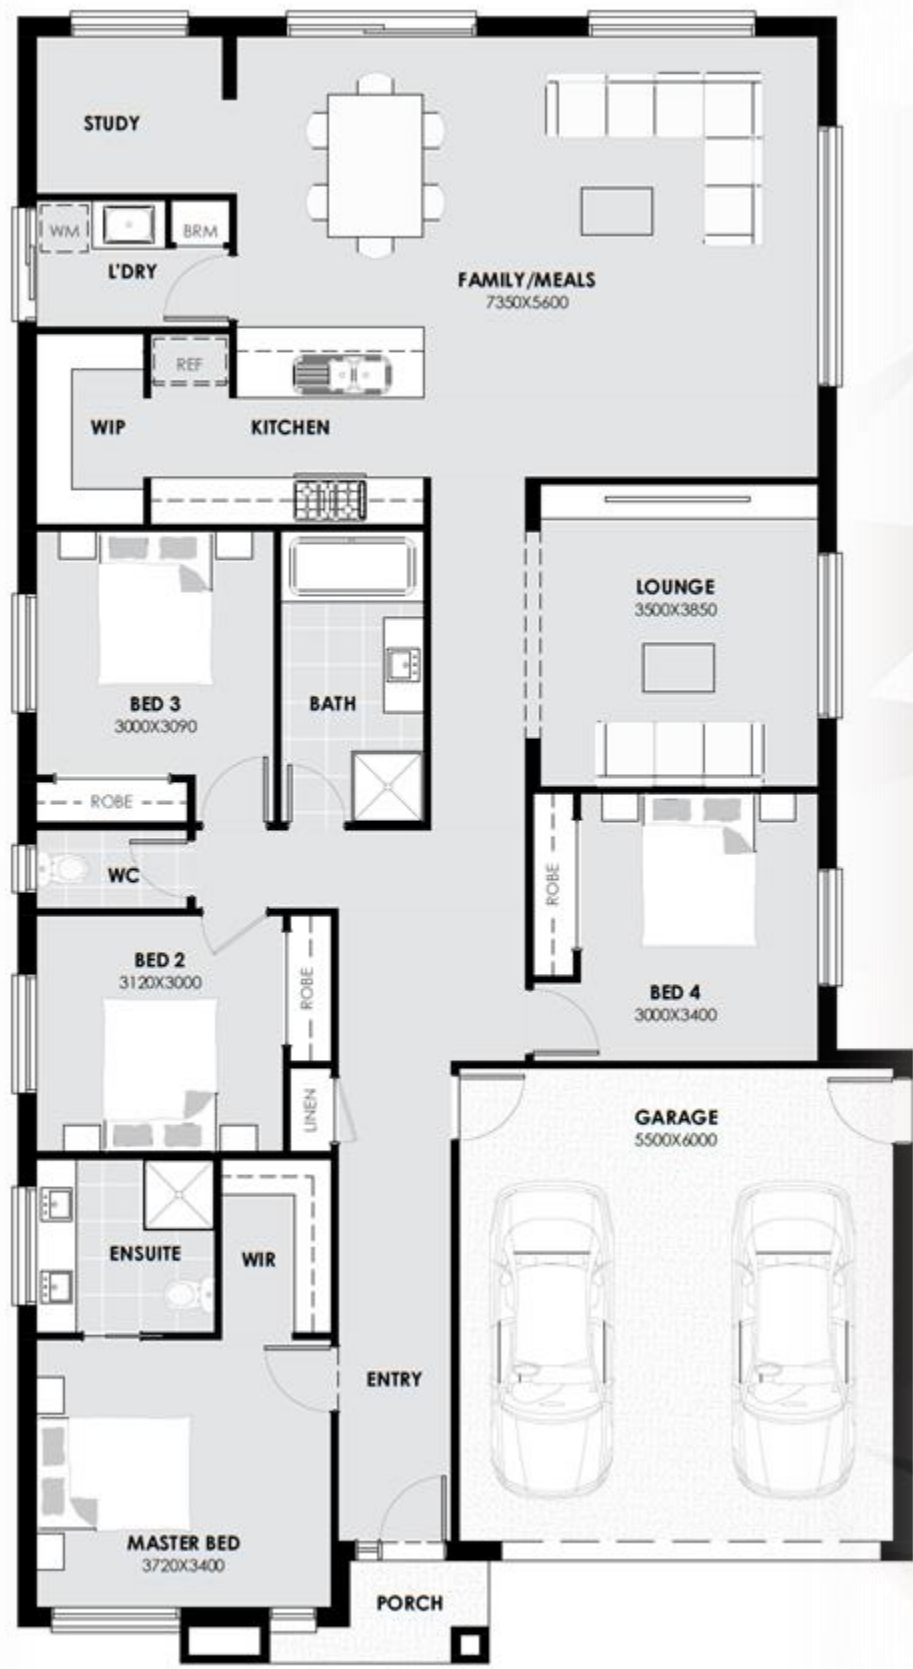 STUDY
WM
BRM
L'DRY
FAMILY/MEALS
7350X5600
REF
WIP
KITCHEN
LOUNGE
3500X3850
BED 3
3000X3090
BATH
ROBE
WC
ROBE
BED 2
3120X3000
ROBE
BED 4
3000X3400
LINEN
GARAGE
5500X6000
ENSUITE
WIR
ENTRY
MASTER BED
3720X3400
PORCH